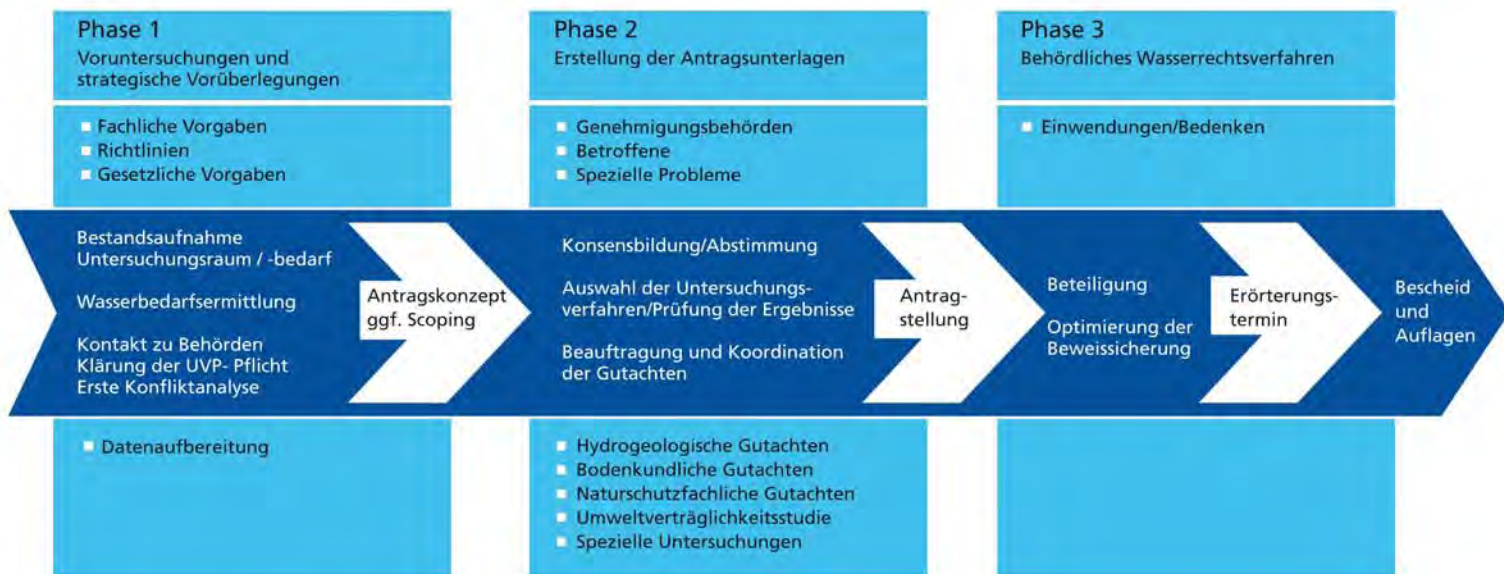 Phase 1
Voruntersuchungen und
strategische Vorüberlegungen
Fachliche Vorgaben
Richtlinien
Gesetzliche Vorgaben
Phase 2
Erstellung der Antragsunterlagen
Genehmigungsbehörden
Betroffene
Spezielle Probleme
Phase 3
Behördliches Wasserrechtsverfahren
Einwendungen/Bedenken
Bestandsaufnahme
Untersuchungsraum / -bedarf
Wasserbedarfsermittlung
Kontakt zu Behörden
Klärung der UVP- Pflicht
Erste Konfliktanalyse
Antragskonzept
ggf. Scoping
Konsensbildung/Abstimmung
Auswahl der Untersuchungs-
verfahren/Prüfung der Ergebnisse
Beauftragung und Koordination
der Gutachten
Antrag-
stellung
Beteiligung
Optimierung der
Beweissicherung
Erörterungs-
termin
Bescheid
und
Auflagen
Datenaufbereitung
Hydrogeologische Gutachten
Bodenkundliche Gutachten
Naturschutzfachliche Gutachten
Umweltverträglichkeitsstudie
Spezielle Untersuchungen